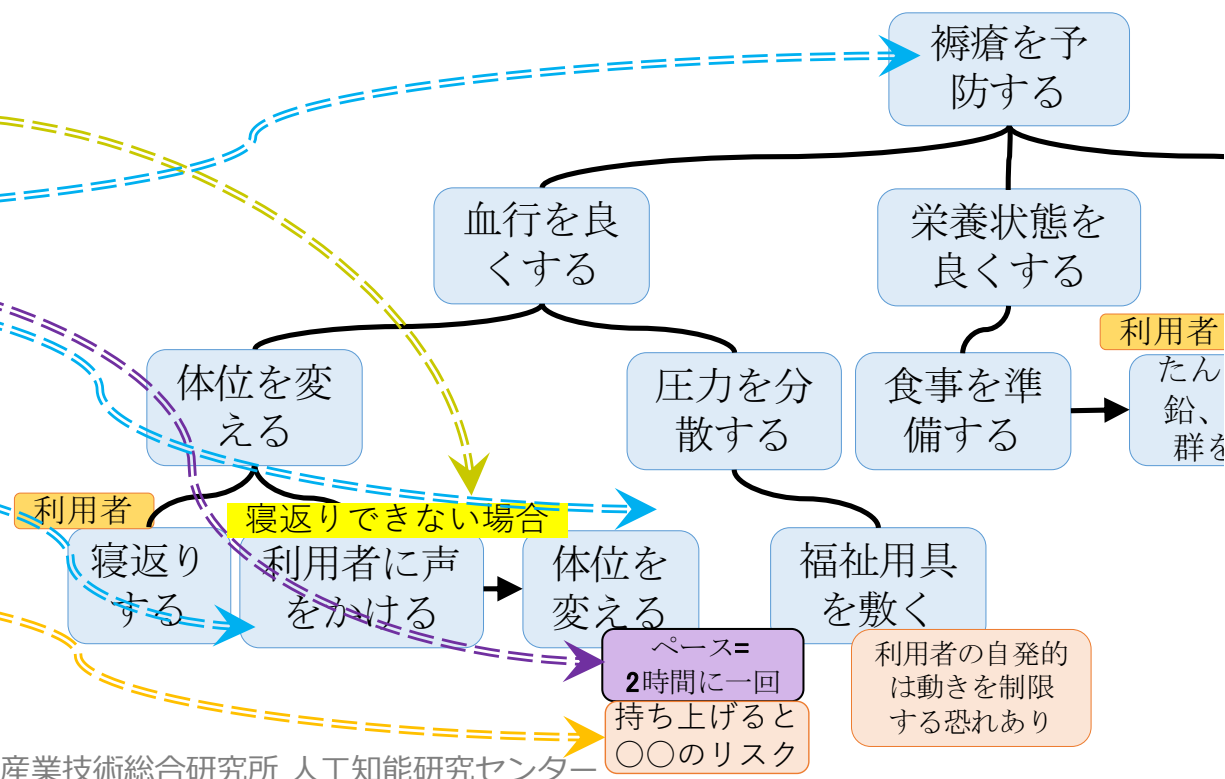 褥瘡を予
防する
血行を良
くする
栄養状態を
良くする
利用者
体位を変
える
圧力を分
散する
食事を準
備する
たん
鉛、
群を
利用者
寝返りできない場合
寝返り
する
利用者に声
をかける
体位を
変える
福祉用具
を敷く
ペース=
2時間に一回
利用者の自発的
は動きを制限
する恐れあり
持ち上げると
〇〇のリスク
産業技術総合研究所 人工知能研究センター